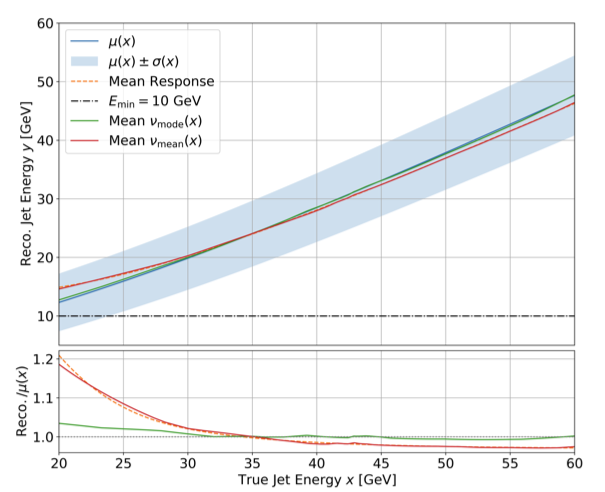 60
50
40
30
20
10
Reco. Jet Energy y [GeV]
μ(x)
μ(x) ± σ(x)
Mean Response
E_min = 10 GeV
Mean ν_mode(x)
Mean ν_mean(x)
1.2
1.1
1.0
Reco./μ(x)
20 25 30 35 40 45 50 55 60
True Jet Energy x [GeV]